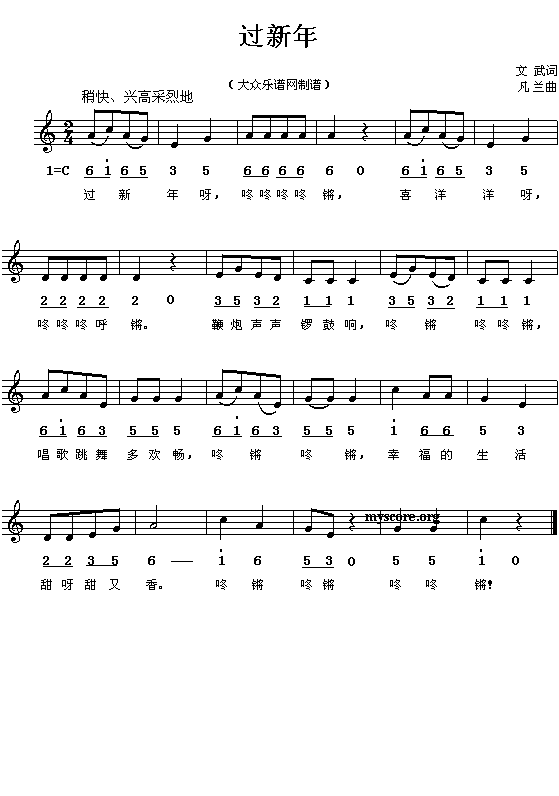 过新年
（大众乐谱网制谱）
文 武词
凡 兰曲
稍快、兴高采烈地
2/4
1=C 6 1 6 5 3 5 6 6 6 6 6 0 6 1 6 5 3 5
过 新 年 呀， 咚咚咚咚 锵， 喜 洋 洋 呀，
2 2 2 2 2 0 3 5 3 2 1 1 1 3 5 3 2 1 1 1
咚咚咚呼 锵。 鞭炮声声 锣鼓响， 咚 锵 咚咚锵，
6 1 6 3 5 5 5 6 1 6 3 5 5 5 1 6 6 5 3
唱歌跳舞 多欢畅， 咚 锵 咚 锵， 幸 福的 生 活
myscore.org
2 2 3 5 6 — 1 6 5 3 0 5 5 1 0
甜呀甜又 香。 咚 锵 咚锵 咚 咚 锵！